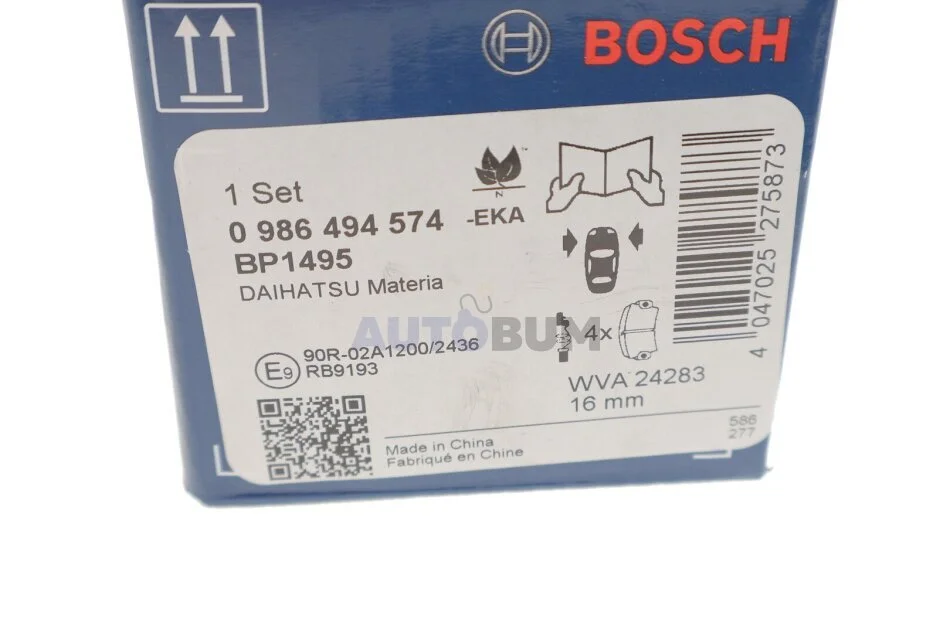 BOSCH
1 Set
0 986 494 574 -EKA
BP1495
DAIHATSU Materia
N
AUTOBUM
4x
E9 90R-02A1200/2436
RB9193
WVA 24283
16 mm
Made in China
Fabriqué en Chine
586
277
4 047025 275873